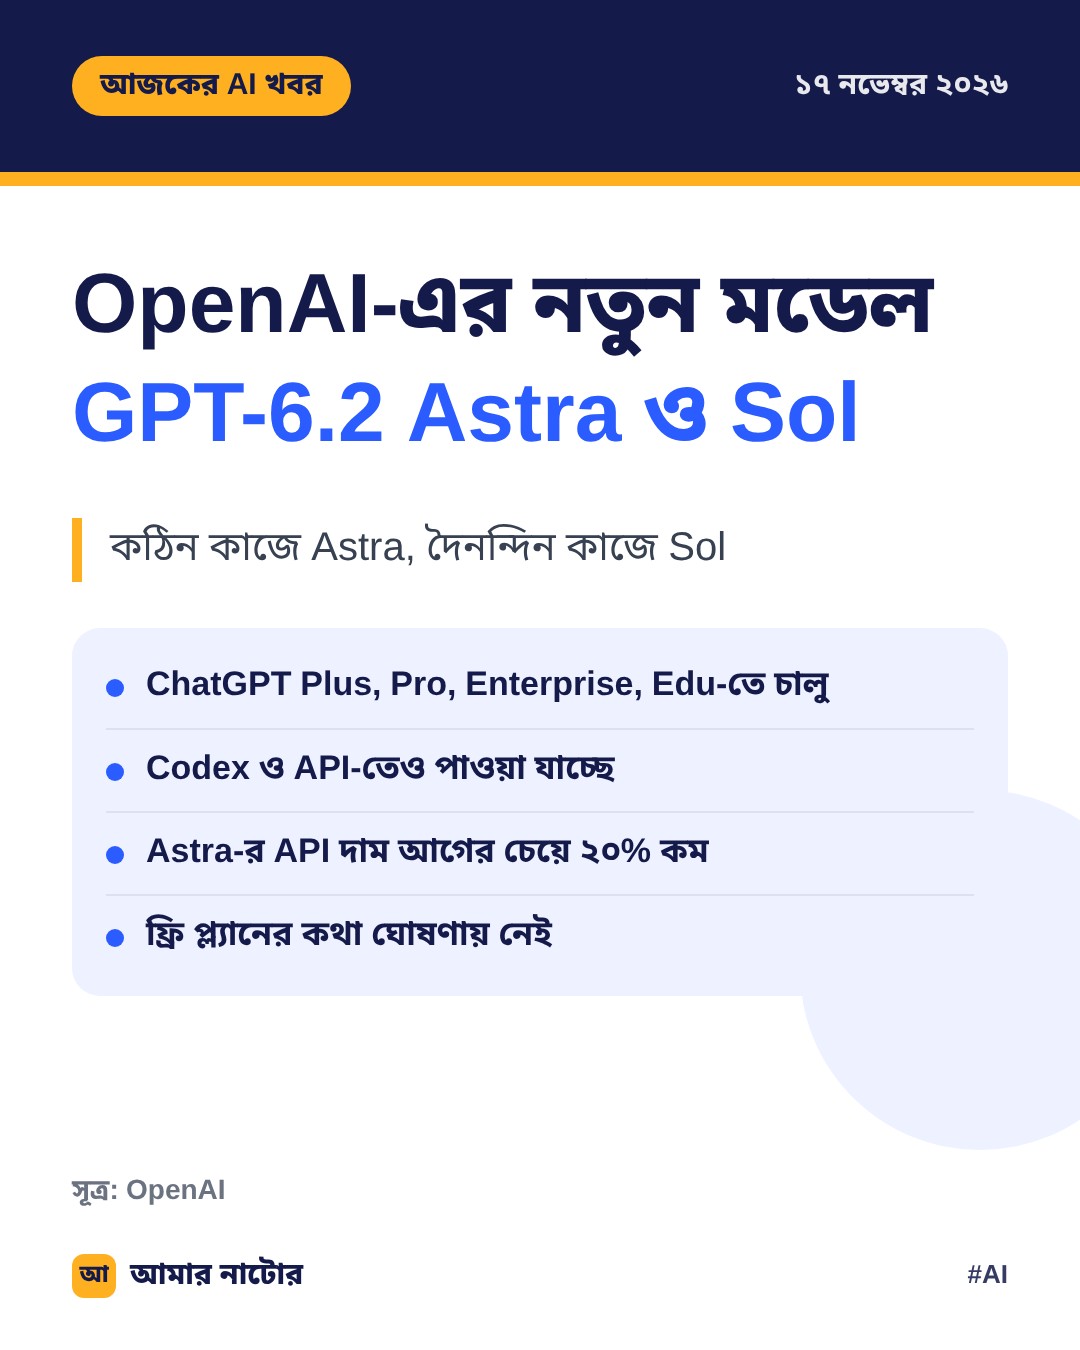 আজকের AI খবর
১৭ নভেম্বর ২০২৬
OpenAI-এর নতুন মডেল
GPT-6.2 Astra ও Sol
কঠিন কাজে Astra, দৈনন্দিন কাজে Sol
ChatGPT Plus, Pro, Enterprise, Edu-তে চালু
Codex ও API-তেও পাওয়া যাচ্ছে
Astra-র API দাম আগের চেয়ে ২০% কম
ফ্রি প্ল্যানের কথা ঘোষণায় নেই
সূত্র: OpenAI
আ আমার নাটোর
#AI